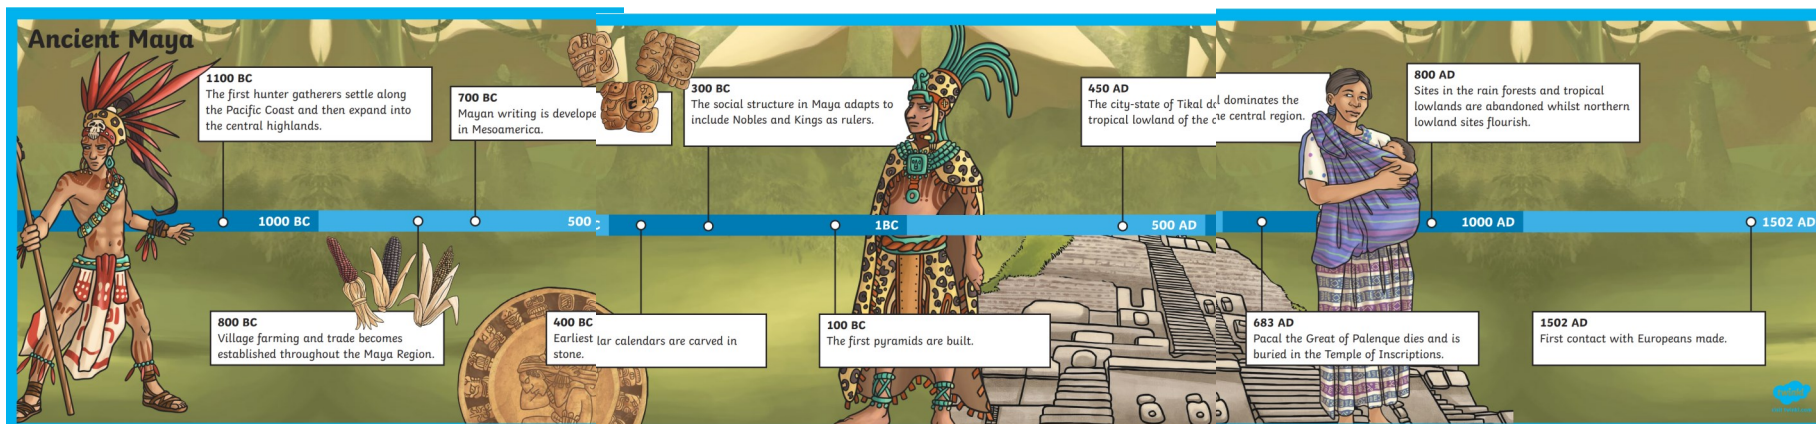 Ancient Maya
1100 BC
The first hunter gatherers settle along
the Pacific Coast and then expand into
the central highlands.
700 BC
Mayan writing is develope
in Mesoamerica.
300 BC
The social structure in Maya adapts to
include Nobles and Kings as rulers.
450 AD
The city-state of Tikal do
l dominates the
tropical lowland of the c
he central region.
800 AD
Sites in the rain forests and tropical
lowlands are abandoned whilst northern
lowland sites flourish.
1000 BC
500
C
1BC
500 AD
1000 AD
1502 AD
800 BC
Village farming and trade becomes
established throughout the Maya Region.
400 BC
Earliest
lar calendars are carved in
stone.
100 BC
The first pyramids are built.
683 AD
Pacal the Great of Palenque dies and is
buried in the Temple of Inscriptions.
1502 AD
First contact with Europeans made.